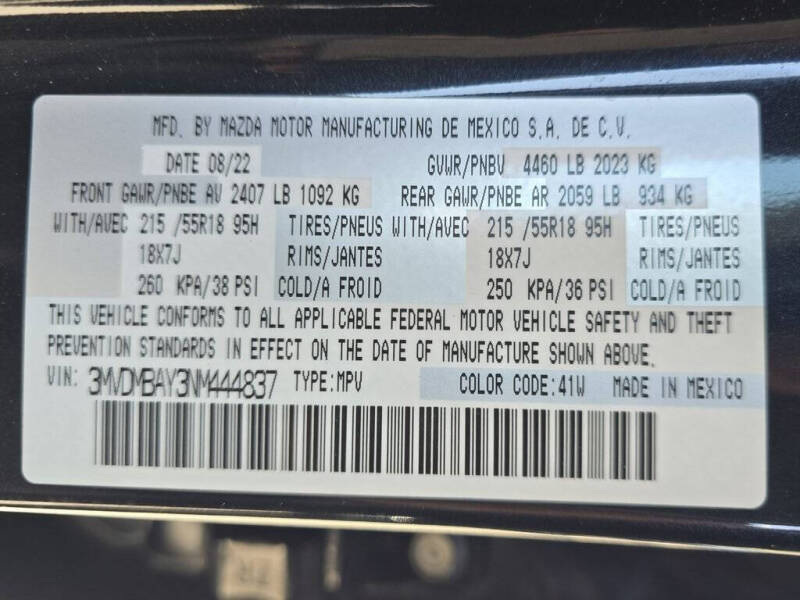 MFD. BY MAZDA MOTOR MANUFACTURING DE MEXICO S.A. DE C.V.
DATE 08/22 GVWR/PNBV 4460 LB 2023 KG
FRONT GAWR/PNBE AV 2407 LB 1092 KG REAR GAWR/PNBE AR 2059 LB 934 KG
WITH/AVEC 215 /55R18 95H TIRES/PNEUS WITH/AVEC 215 /55R18 95H TIRES/PNEUS
18X7J RIMS/JANTES 18X7J RIMS/JANTES
260 KPA/38 PSI COLD/A FROID 250 KPA/36 PSI COLD/A FROID
THIS VEHICLE CONFORMS TO ALL APPLICABLE FEDERAL MOTOR VEHICLE SAFETY AND THEFT
PREVENTION STANDARDS IN EFFECT ON THE DATE OF MANUFACTURE SHOWN ABOVE.
VIN: 3MVDMBAY3NM444837 TYPE:MPV COLOR CODE:41W MADE IN MEXICO